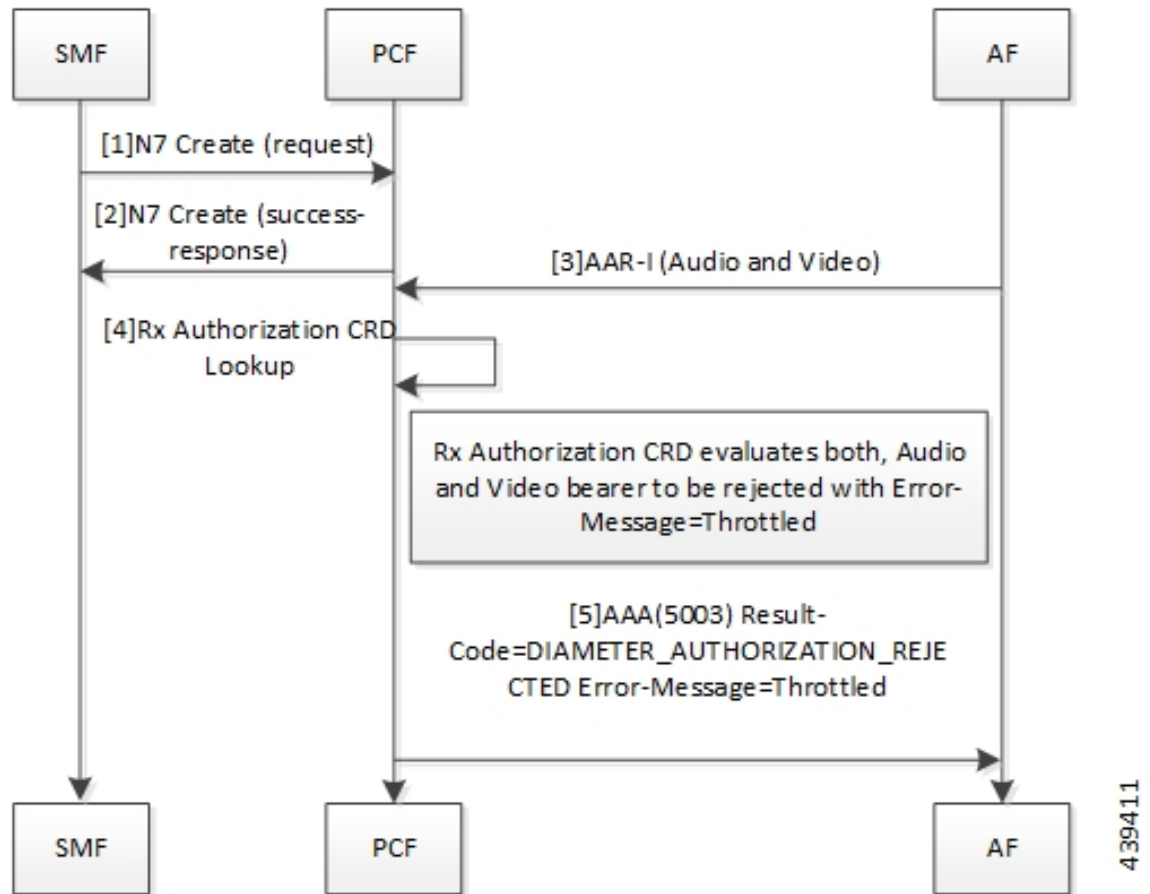 SMF
PCF
AF
[1]N7 Create (request)
[2]N7 Create (success-
response)
[3]AAR-I (Audio and Video)
[4]Rx Authorization CRD
Lookup
Rx Authorization CRD evaluates both, Audio
and Video bearer to be rejected with Error-
Message=Throttled
[5]AAA(5003) Result-
Code=DIAMETER_AUTHORIZATION_REJE
CTED Error-Message=Throttled
SMF
PCF
AF
439411